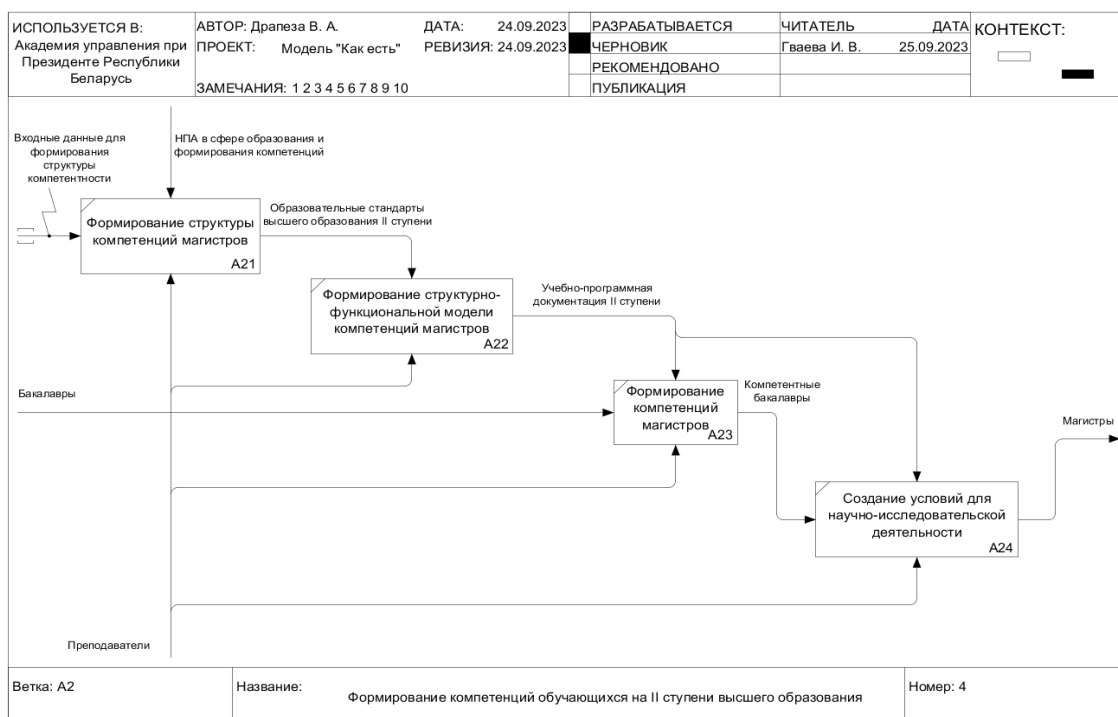 ИСПОЛЬЗУЕТСЯ В:
Академия управления при
Президенте Республики
Беларусь
АВТОР: Драпеза В. А.
ДАТА: 24.09.2023
ПРОЕКТ: Модель "Как есть"
РЕВИЗИЯ: 24.09.2023
ЗАМЕЧАНИЯ: 1 2 3 4 5 6 7 8 9 10
РАЗРАБАТЫВАЕТСЯ
ЧЕРНОВИК
РЕКОМЕНДОВАНО
ПУБЛИКАЦИЯ
ЧИТАТЕЛЬ ДАТА
Гваева И. В. 25.09.2023
КОНТЕКСТ:
Входные данные для
формирования
структуры
компетентности
НПА в сфере образования и
формирования компетенций
Формирование структуры
компетенций магистров
A21
Образовательные стандарты
высшего образования II ступени
Формирование структурно-
функциональной модели
компетенций магистров
A22
Учебно-программная
документация II ступени
Бакалавры
Формирование
компетенций
магистров
A23
Компетентные
бакалавры
Магистры
Создание условий для
научно-исследовательской
деятельности
A24
Преподаватели
Ветка: A2
Название:
Формирование компетенций обучающихся на II ступени высшего образования
Номер: 4